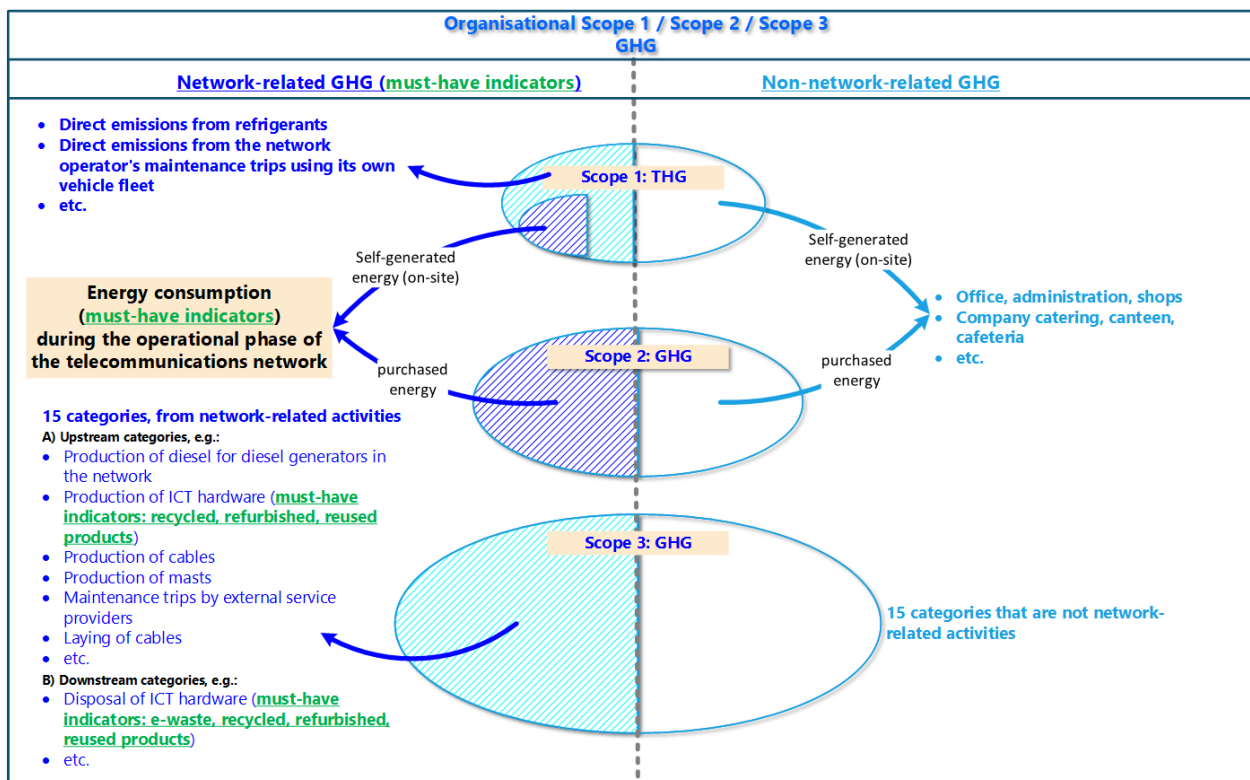 Organisational Scope 1 / Scope 2 / Scope 3
GHG
Network-related GHG (must-have indicators)
Non-network-related GHG
• Direct emissions from refrigerants
• Direct emissions from the network
operator's maintenance trips using its own
vehicle fleet
• etc.
Scope 1: THG
Self-generated
energy (on-site)
Self-generated
energy (on-site)
Energy consumption
(must-have indicators)
during the operational phase of
the telecommunications network
• Office, administration, shops
• Company catering, canteen,
cafeteria
• etc.
Scope 2: GHG
purchased
energy
purchased
energy
15 categories, from network-related activities
A) Upstream categories, e.g.:
• Production of diesel for diesel generators in
the network
• Production of ICT hardware (must-have
indicators: recycled, refurbished, reused
products)
• Production of cables
• Production of masts
• Maintenance trips by external service
providers
• Laying of cables
• etc.
B) Downstream categories, e.g.:
• Disposal of ICT hardware (must-have
indicators: e-waste, recycled, refurbished,
reused products)
• etc.
Scope 3: GHG
15 categories that are not network-
related activities